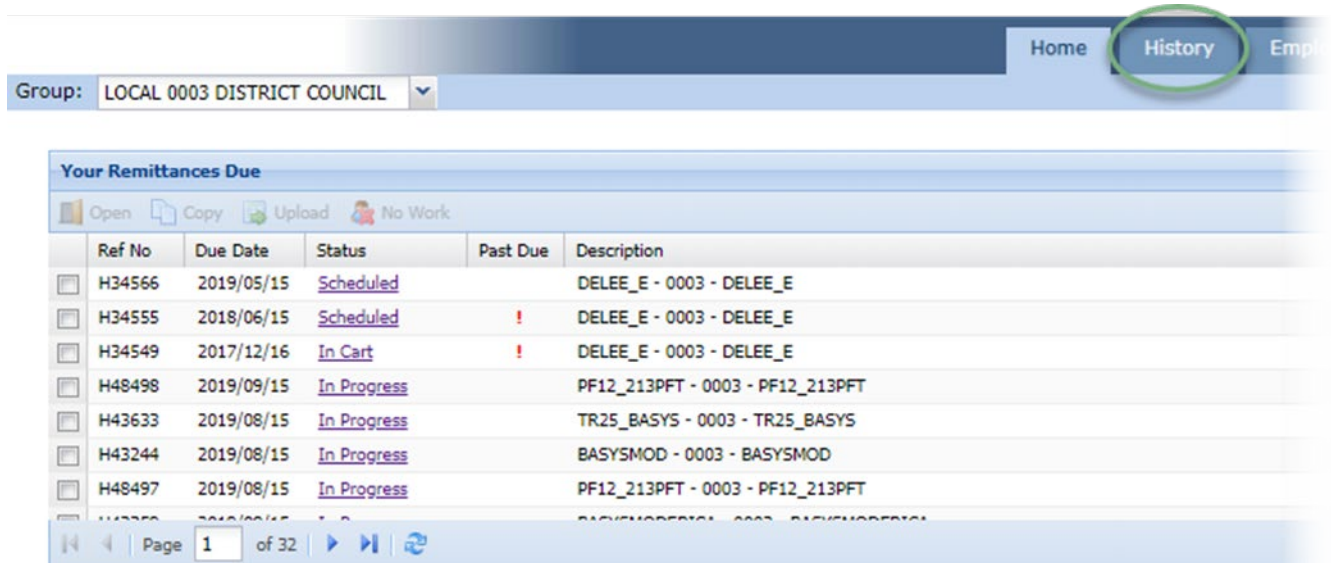 Home History Empl
Group: LOCAL 0003 DISTRICT COUNCIL
Your Remittances Due
Open Copy Upload No Work
Ref No Due Date Status Past Due Description
H34566 2019/05/15 Scheduled DELEE_E - 0003 - DELEE_E
H34555 2018/06/15 Scheduled ! DELEE_E - 0003 - DELEE_E
H34549 2017/12/16 In Cart ! DELEE_E - 0003 - DELEE_E
H48498 2019/09/15 In Progress PF12_213PFT - 0003 - PF12_213PFT
H43633 2019/08/15 In Progress TR25_BASYS - 0003 - TR25_BASYS
H43244 2019/08/15 In Progress BASYSMOD - 0003 - BASYSMOD
H48497 2019/08/15 In Progress PF12_213PFT - 0003 - PF12_213PFT
Page 1 of 32